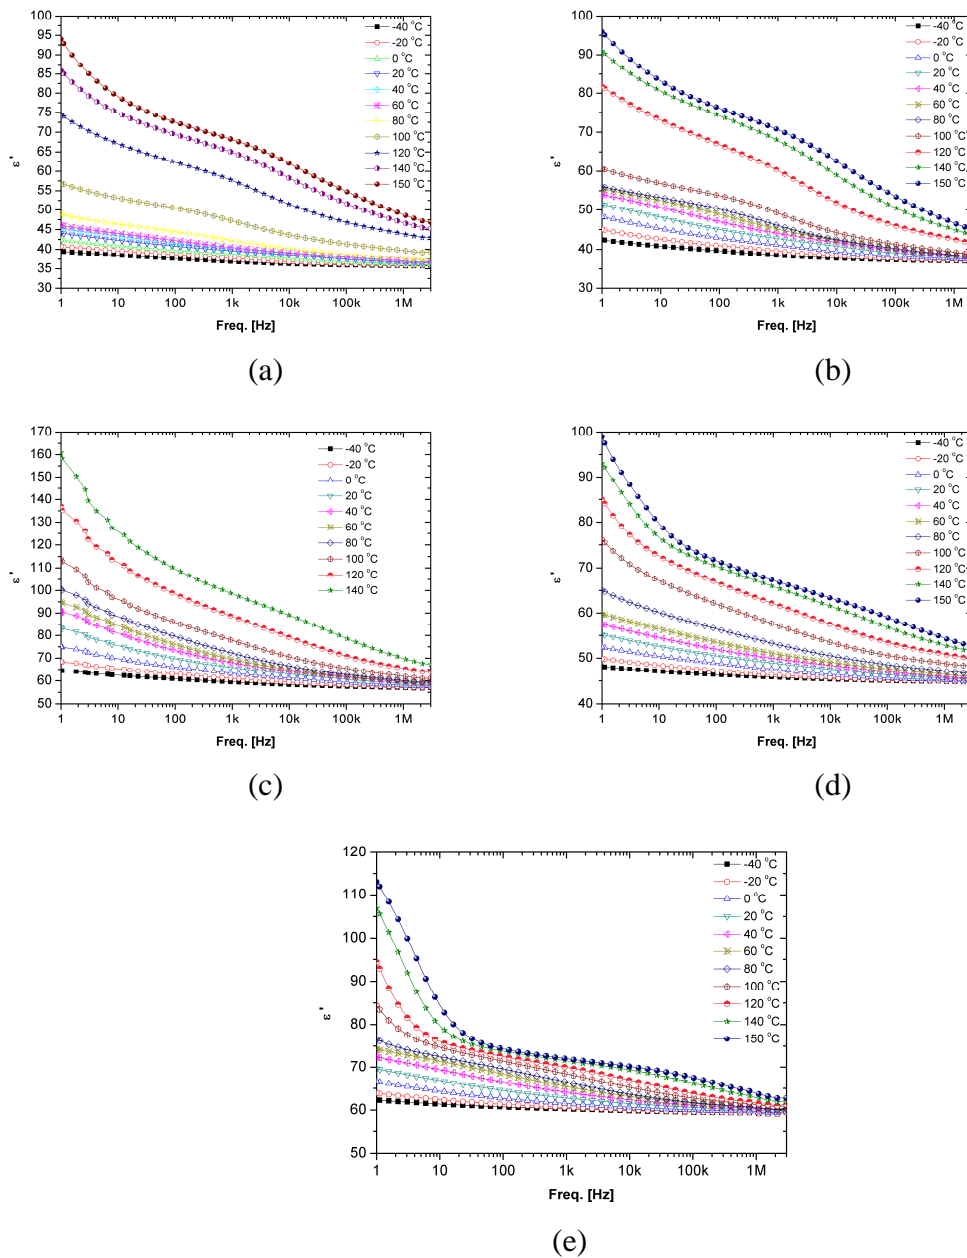 100
95
90
85
80
75
70
65
60
55
50
45
40
35
30
ε'
1 10 100 1k 10k 100k 1M
Freq. [Hz]
-40 °C
-20 °C
0 °C
20 °C
40 °C
60 °C
80 °C
100 °C
120 °C
140 °C
150 °C
(a)
100
90
80
70
60
50
40
30
ε'
1 10 100 1k 10k 100k 1M
Freq. [Hz]
-40 °C
-20 °C
0 °C
20 °C
40 °C
60 °C
80 °C
100 °C
120 °C
140 °C
150 °C
(b)
170
160
150
140
130
120
110
100
90
80
70
60
50
ε'
1 10 100 1k 10k 100k 1M
Freq. [Hz]
-40 °C
-20 °C
0 °C
20 °C
40 °C
60 °C
80 °C
100 °C
120 °C
140 °C
(c)
100
80
60
40
ε'
1 10 100 1k 10k 100k 1M
Freq. [Hz]
-40 °C
-20 °C
0 °C
20 °C
40 °C
60 °C
80 °C
100 °C
120 °C
140 °C
150 °C
(d)
120
110
100
90
80
70
60
50
ε'
1 10 100 1k 10k 100k 1M
Freq. [Hz]
-40 °C
-20 °C
0 °C
20 °C
40 °C
60 °C
80 °C
100 °C
120 °C
140 °C
150 °C
(e)